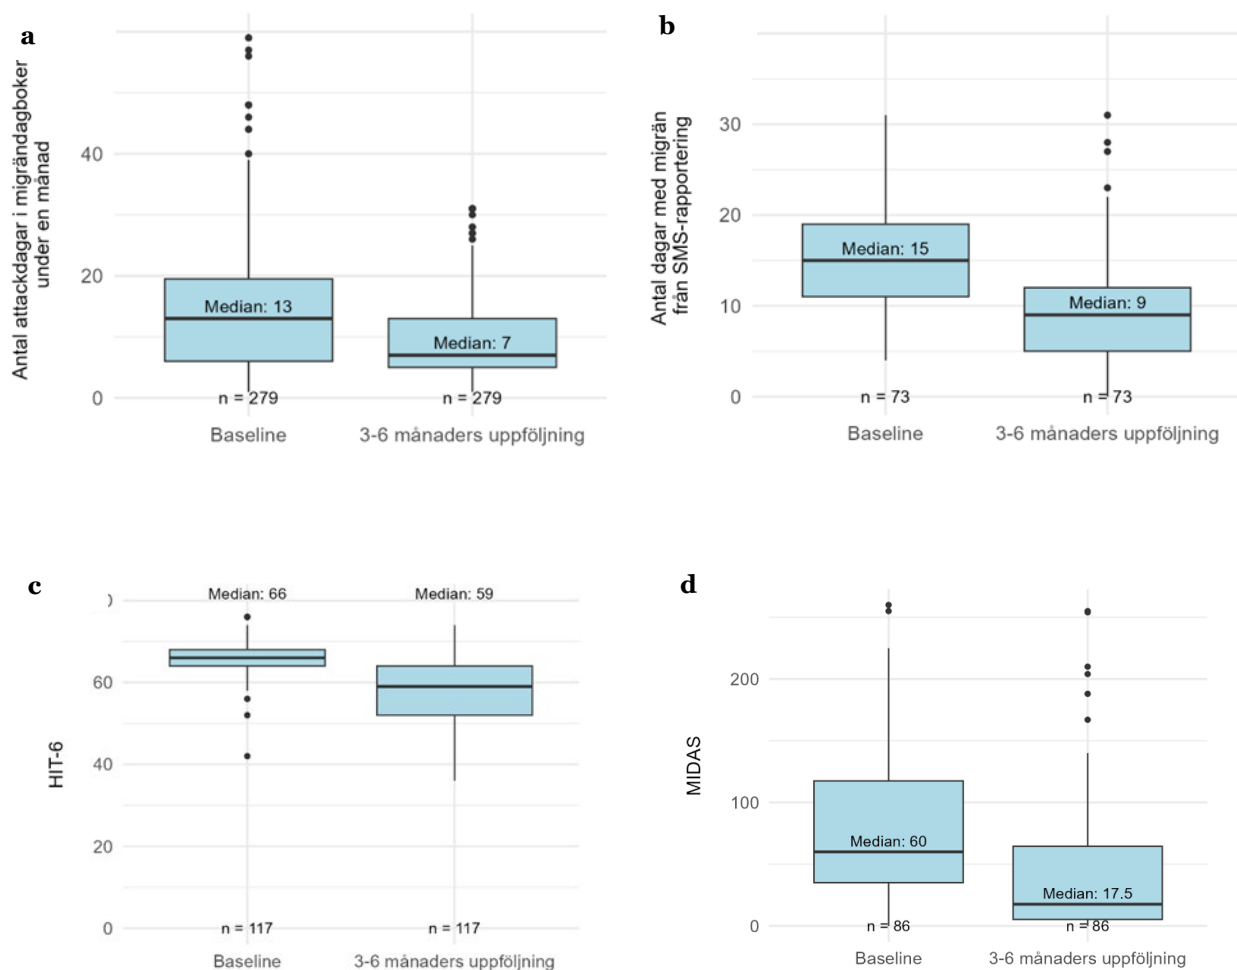 a
Antal attackdagar i migrändagboker
under en månad
40
20
0
Median: 13
Median: 7
n = 279
n = 279
Baseline
3-6 månaders uppföljning
b
Antal dagar med migrän
från SMS-rapportering
30
20
10
0
Median: 15
Median: 9
n = 73
n = 73
Baseline
3-6 månaders uppföljning
c
Median: 66
Median: 59
HIT-6
60
40
20
0
n = 117
n = 117
Baseline
3-6 månaders uppföljning
d
MIDAS
200
100
0
Median: 60
Median: 17.5
n = 86
n = 86
Baseline
3-6 månaders uppföljning